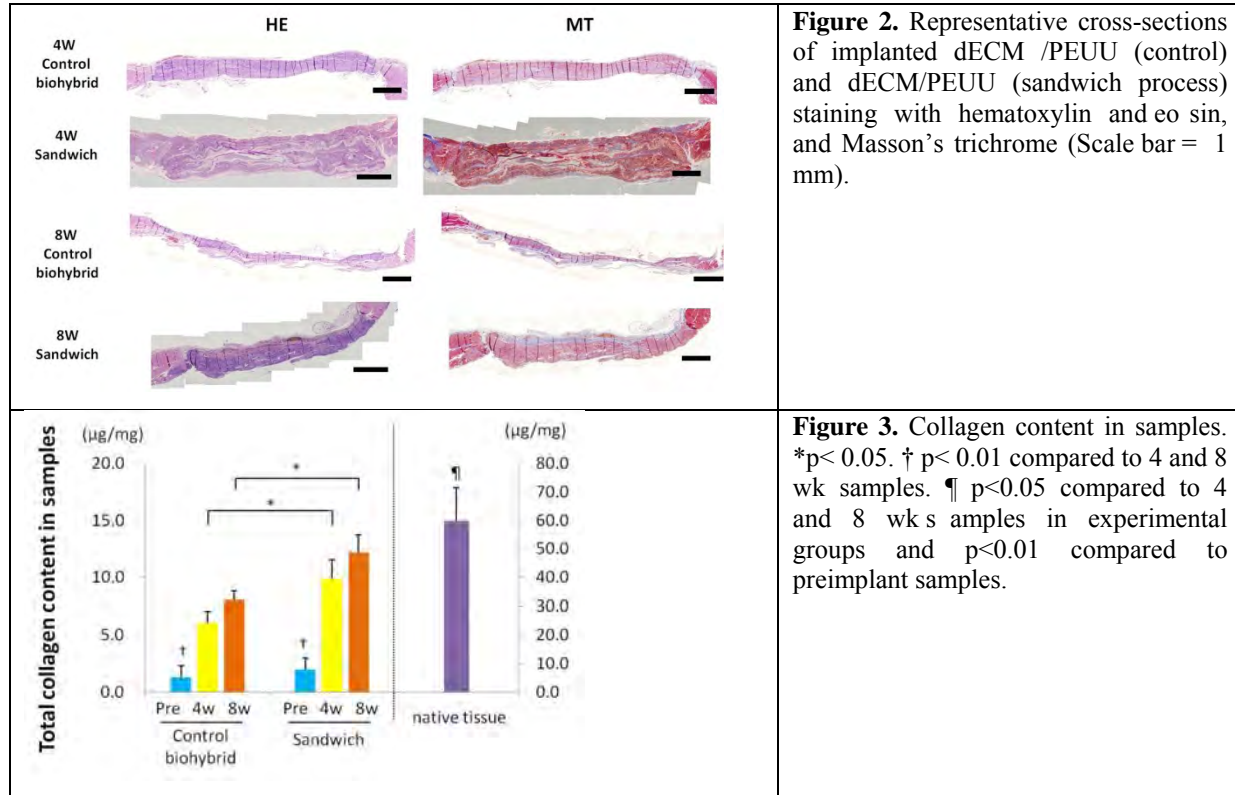 HE
MT
4W
Control
biohybrid
4W
Sandwich
8W
Control
biohybrid
8W
Sandwich
Figure 2. Representative cross-sections
of implanted dECM /PEUU (control)
and dECM/PEUU (sandwich process)
staining with hematoxylin and eo sin,
and Masson's trichrome (Scale bar = 1
mm).
Total collagen content in samples
(µg/mg)
20.0
15.0
10.0
5.0
0.0
†
†
*
*
Pre 4w 8w
Control
biohybrid
Pre 4w 8w
Sandwich
¶
native tissue
(µg/mg)
80.0
70.0
60.0
50.0
40.0
30.0
20.0
10.0
0.0
Figure 3. Collagen content in samples.
*p< 0.05. † p< 0.01 compared to 4 and 8
wk samples. ¶ p<0.05 compared to 4
and 8 wk s amples in experimental
groups and p<0.01 compared to
preimplant samples.